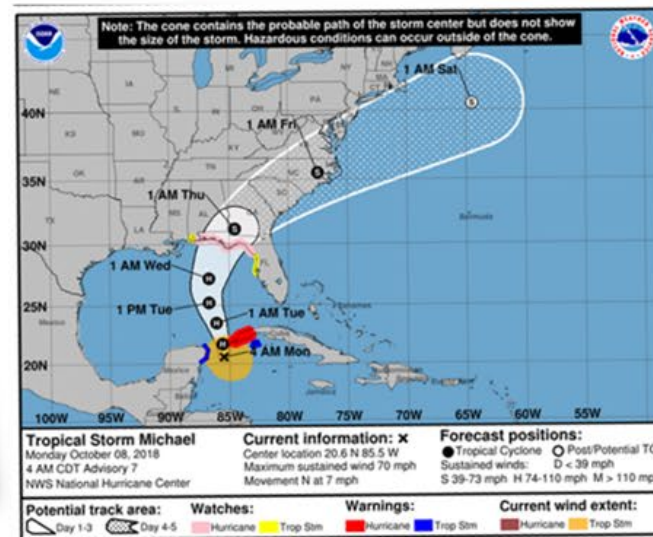 Note: The cone contains the probable path of the storm center but does not show
the size of the storm. Hazardous conditions can occur outside of the cone.
1 AM Sat
40N
1 AM Fri
35N
1 AM Thu
Bermuda
30N
1 AM Wed
25N
1 PM Tue
1 AM Tue
Mexico
20N
4 AM Mon
100W 95W 90W 85W 80W 75W 70W 65W 60W 55W
Tropical Storm Michael
Monday October 08, 2018
4 AM CDT Advisory 7
NWS National Hurricane Center
Current information: x
Center location 20.6 N 85.5 W
Maximum sustained wind 70 mph
Movement N at 7 mph
Forecast positions:
Tropical Cyclone Post/Potential TC
Sustained winds: D < 39 mph
S 39-73 mph H 74-110 mph M > 110 mph
Potential track area:
Day 1-3 Day 4-5
Watches:
Hurricane Trop Stm
Warnings:
Hurricane Trop Stm
Current wind extent:
Hurricane Trop Stm